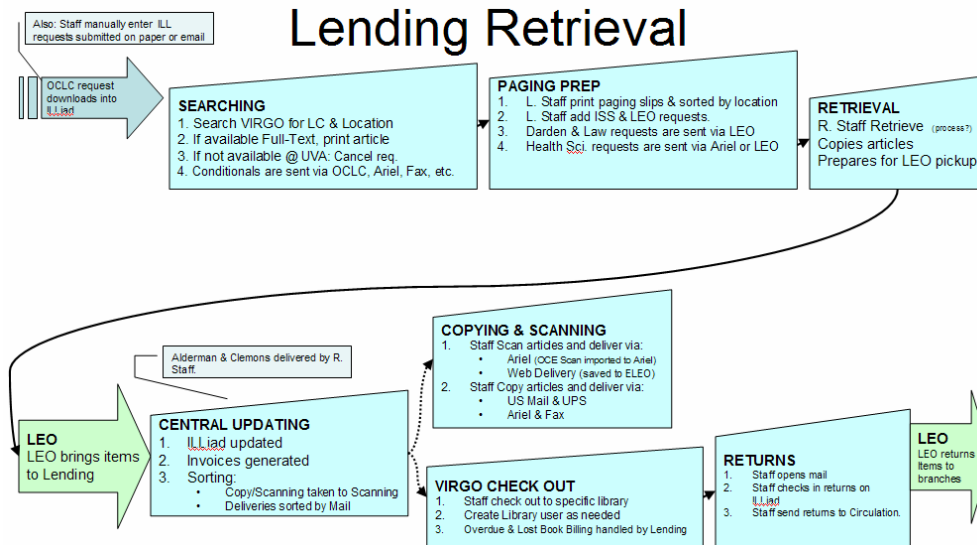 Lending Retrieval
Also: Staff manually enter ILL
requests submitted on paper or email
OCLC request
downloads into
ILLiad
SEARCHING
1. Search VIRGO for LC & Location
2. If available Full-Text, print article
3. If not available @ UVA: Cancel req.
4. Conditionals are sent via OCLC, Ariel, Fax, etc.
PAGING PREP
1. L. Staff print paging slips & sorted by location
2. L. Staff add ISS & LEO requests.
3. Darden & Law requests are sent via LEO
4. Health Sci. requests are sent via Ariel or LEO
RETRIEVAL
R. Staff Retrieve (process?)
Copies articles
Prepares for LEO pickup
LEO
LEO brings items
to Lending
Alderman & Clemons delivered by R.
Staff.
CENTRAL UPDATING
1. ILLiad updated
2. Invoices generated
3. Sorting:
• Copy/Scanning taken to Scanning
• Deliveries sorted by Mail
COPYING & SCANNING
1. Staff Scan articles and deliver via:
• Ariel (OCE Scan imported to Ariel)
• Web Delivery (saved to ELEO)
2. Staff Copy articles and deliver via:
• US Mail & UPS
• Ariel & Fax
VIRGO CHECK OUT
1. Staff check out to specific library
2. Create Library user as needed
3. Overdue & Lost Book Billing handled by Lending
RETURNS
1. Staff opens mail
2. Staff checks in returns on
ILLiad
3. Staff send returns to Circulation.
LEO
LEO returns
Items to
branches